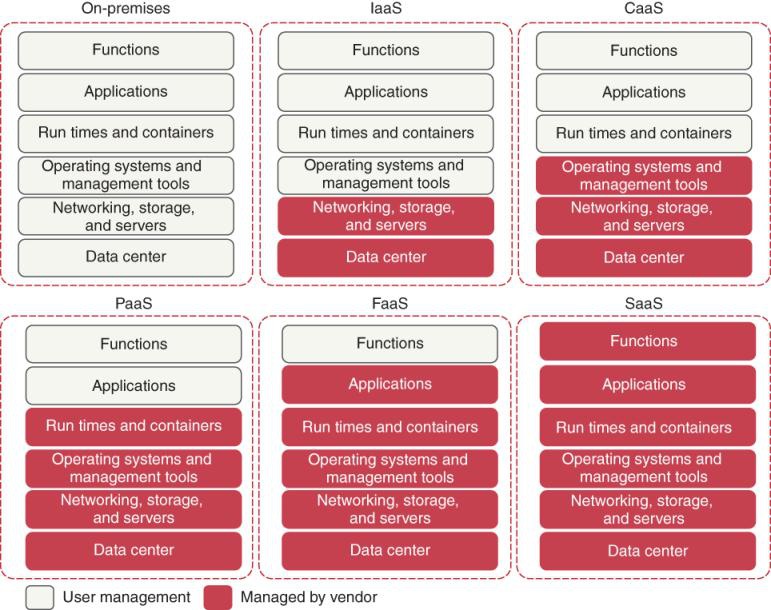 On-premises
Functions
Applications
Run times and containers
Operating systems and
management tools
Networking, storage,
and servers
Data center
IaaS
Functions
Applications
Run times and containers
Operating systems and
management tools
Networking, storage,
and servers
Data center
CaaS
Functions
Applications
Run times and containers
Operating systems and
management tools
Networking, storage,
and servers
Data center
PaaS
Functions
Applications
Run times and containers
Operating systems and
management tools
Networking, storage,
and servers
Data center
FaaS
Functions
Applications
Run times and containers
Operating systems and
management tools
Networking, storage,
and servers
Data center
SaaS
Functions
Applications
Run times and containers
Operating systems and
management tools
Networking, storage,
and servers
Data center
User management
Managed by vendor